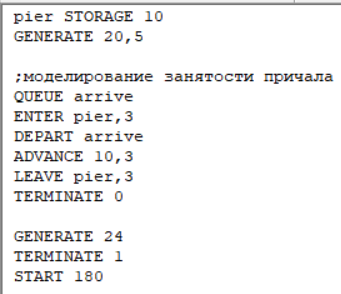 pier STORAGE 10
GENERATE 20,5
;моделирование занятости причала
QUEUE arrive
ENTER pier,3
DEPART arrive
ADVANCE 10,3
LEAVE pier,3
TERMINATE 0
GENERATE 24
TERMINATE 1
START 180